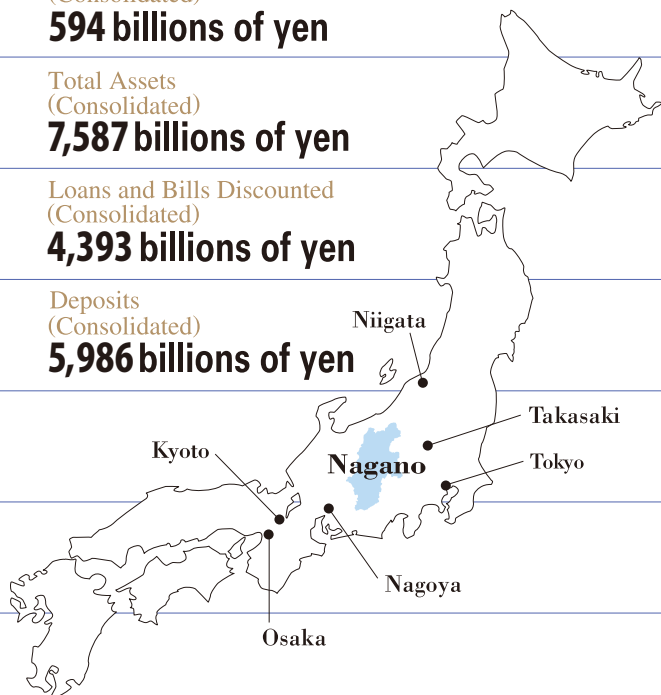 (Consolidated)
594 billions of yen
Total Assets
(Consolidated)
7,587 billions of yen
Loans and Bills Discounted
(Consolidated)
4,393 billions of yen
Deposits
(Consolidated)
5,986 billions of yen
Niigata
Takasaki
Kyoto
Nagano
Tokyo
Nagoya
Osaka